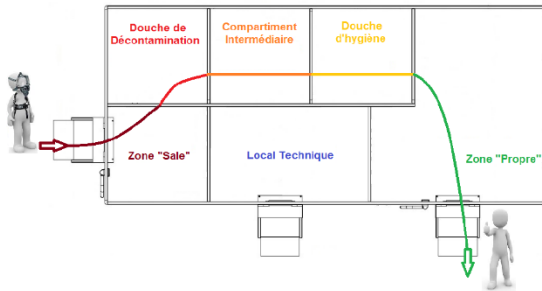 Douche de
Décontamination
Compartiment
Intermédiaire
Douche
d'hygiène
Zone "Sale"
Local Technique
Zone "Propre"